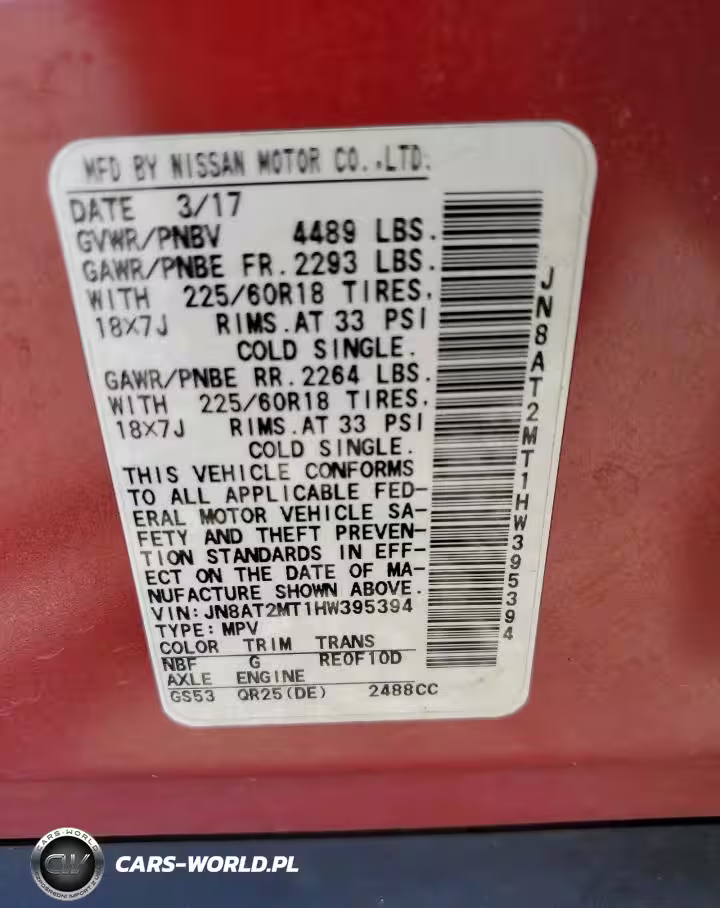 MFD BY NISSAN MOTOR CO.,LTD.
DATE 3/17
GVWR/PNBV 4489 LBS.
GAWR/PNBE FR. 2293 LBS.
WITH 225/60R18 TIRES,
18X7J RIMS.AT 33 PSI
COLD SINGLE.
GAWR/PNBE RR. 2264 LBS.
WITH 225/60R18 TIRES.
18X7J RIMS.AT 33 PSI
COLD SINGLE.
THIS VEHICLE CONFORMS
TO ALL APPLICABLE FED-
ERAL MOTOR VEHICLE SA-
FETY AND THEFT PREVEN-
TION STANDARDS IN EFF-
ECT ON THE DATE OF MA-
NUFACTURE SHOWN ABOVE.
VIN: JN8AT2MT1HW395394
TYPE: MPV
COLOR TRIM TRANS
NBF G RE0F10D
AXLE ENGINE
GS53 QR25(DE) 2488CC
JN8AT2MT1HW395394
CARS-WORLD
CW
CARS-WORLD.PL